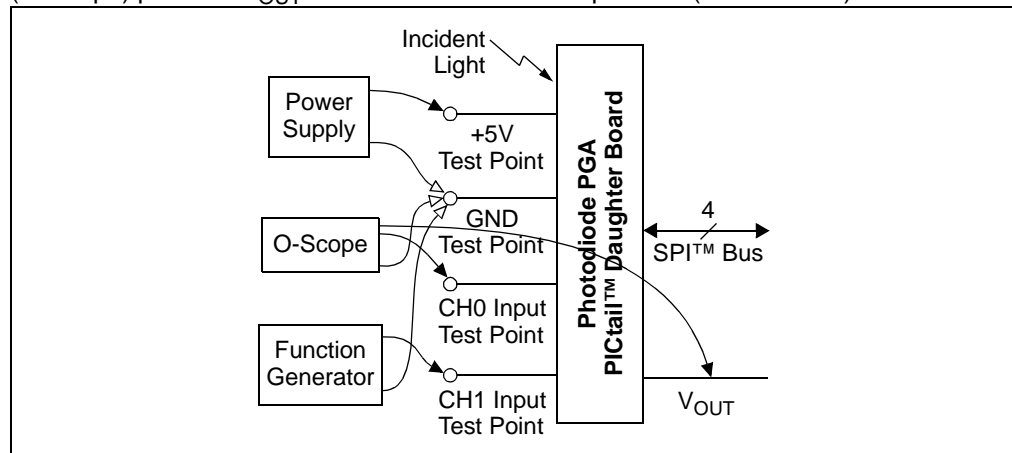 Incident
Light
Power
Supply
+5V
Test Point
GND
Test Point
O-Scope
CH0 Input
Test Point
Function
Generator
CH1 Input
Test Point
Photodiode PGA
PICtail™ Daughter Board
4
SPI™ Bus
VOUT